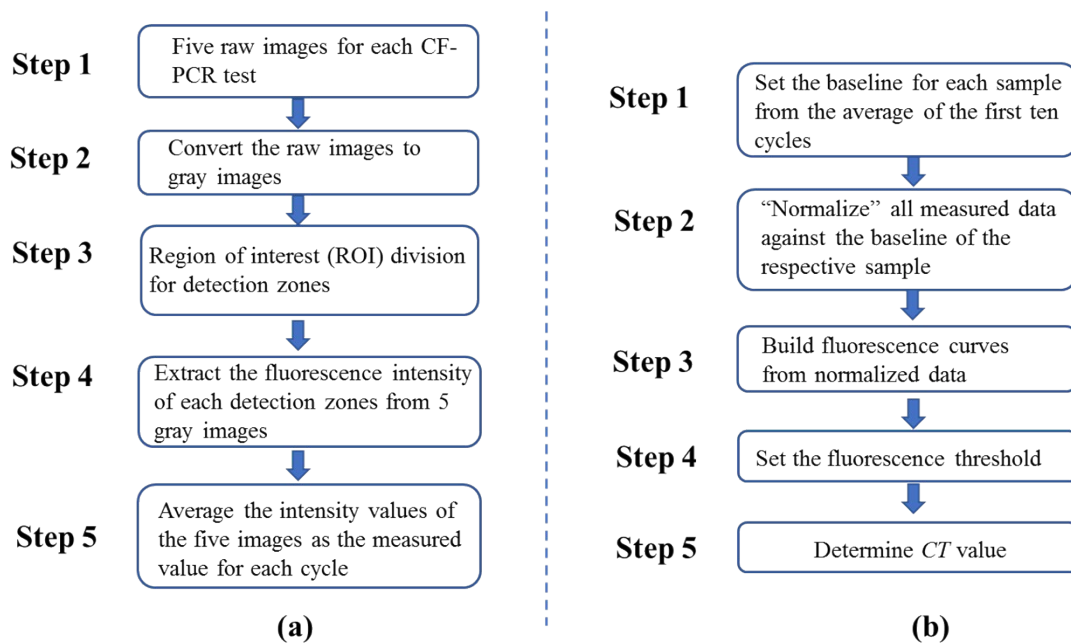 Step 1
Five raw images for each CF-
PCR test
Step 2
Convert the raw images to
gray images
Step 3
Region of interest (ROI) division
for detection zones
Step 4
Extract the fluorescence intensity
of each detection zones from 5
gray images
Step 5
Average the intensity values of
the five images as the measured
value for each cycle
(a)
Step 1
Set the baseline for each sample
from the average of the first ten
cycles
Step 2
“Normalize” all measured data
against the baseline of the
respective sample
Step 3
Build fluorescence curves
from normalized data
Step 4
Set the fluorescence threshold
Step 5
Determine CT value
(b)